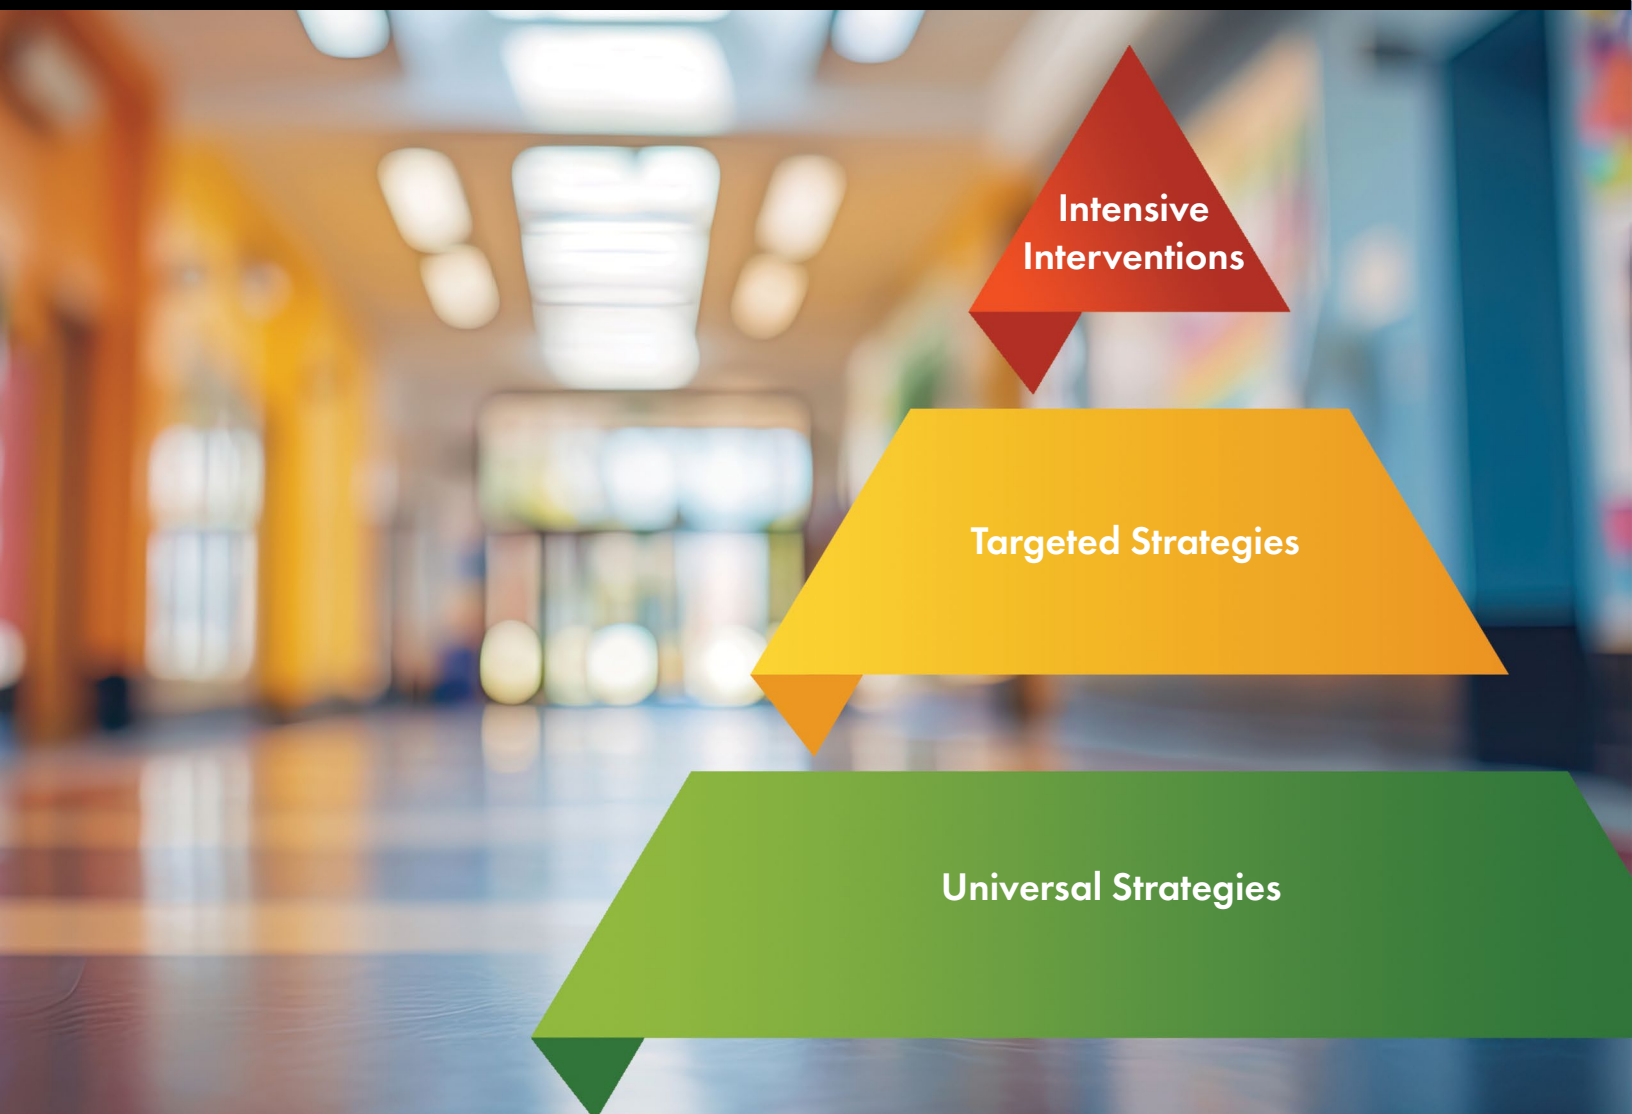 Intensive
Interventions
Targeted Strategies
Universal Strategies